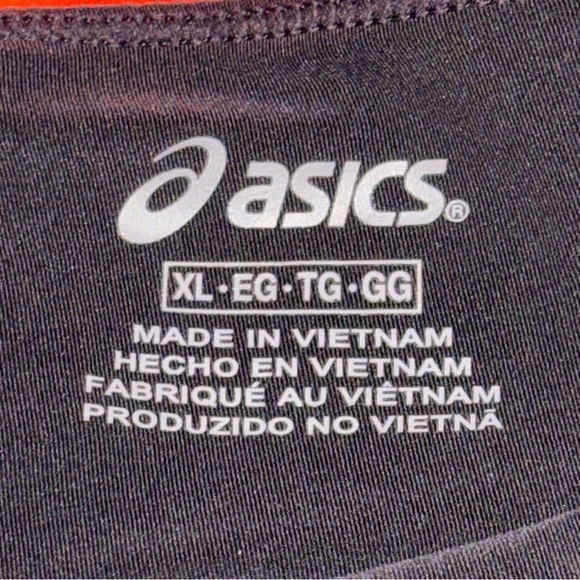 asics®
XL·EG·TG·GG
MADE IN VIETNAM
HECHO EN VIETNAM
FABRIQUÉ AU VIÊTNAM
PRODUZIDO NO VIETNÃ